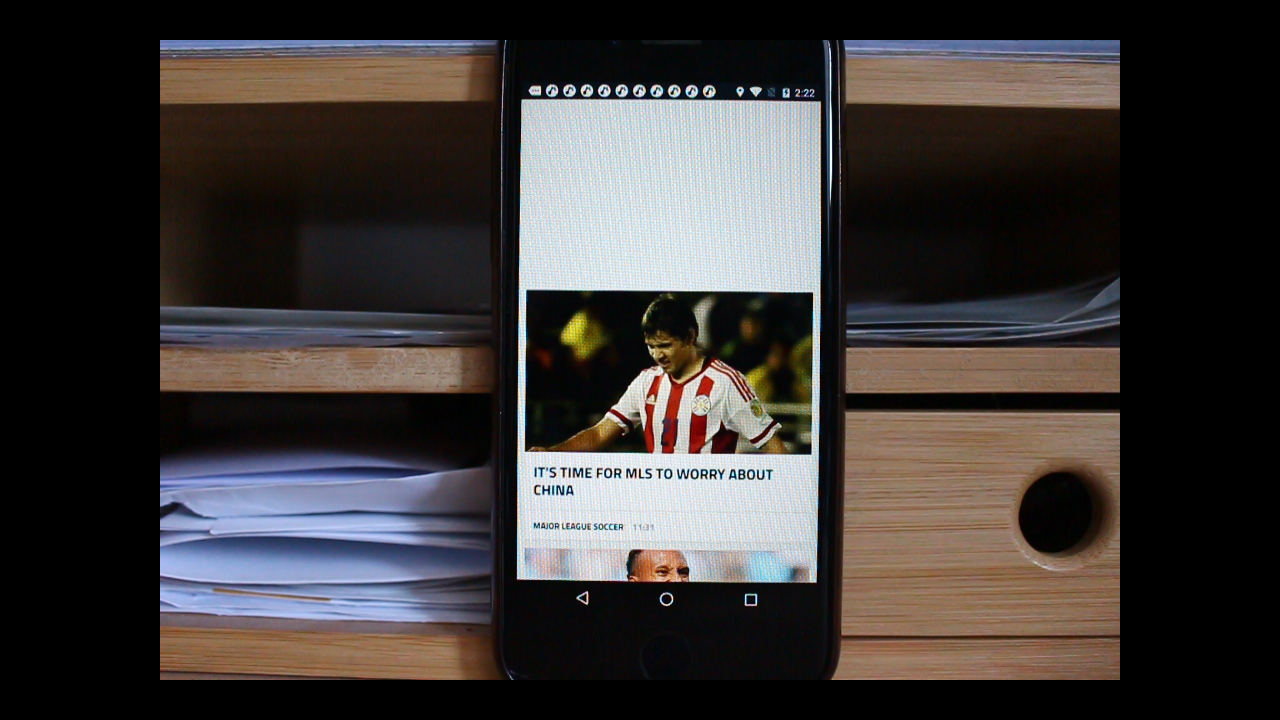 2:22
IT'S TIME FOR MLS TO WORRY ABOUT
CHINA
MAJOR LEAGUE SOCCER 11:31